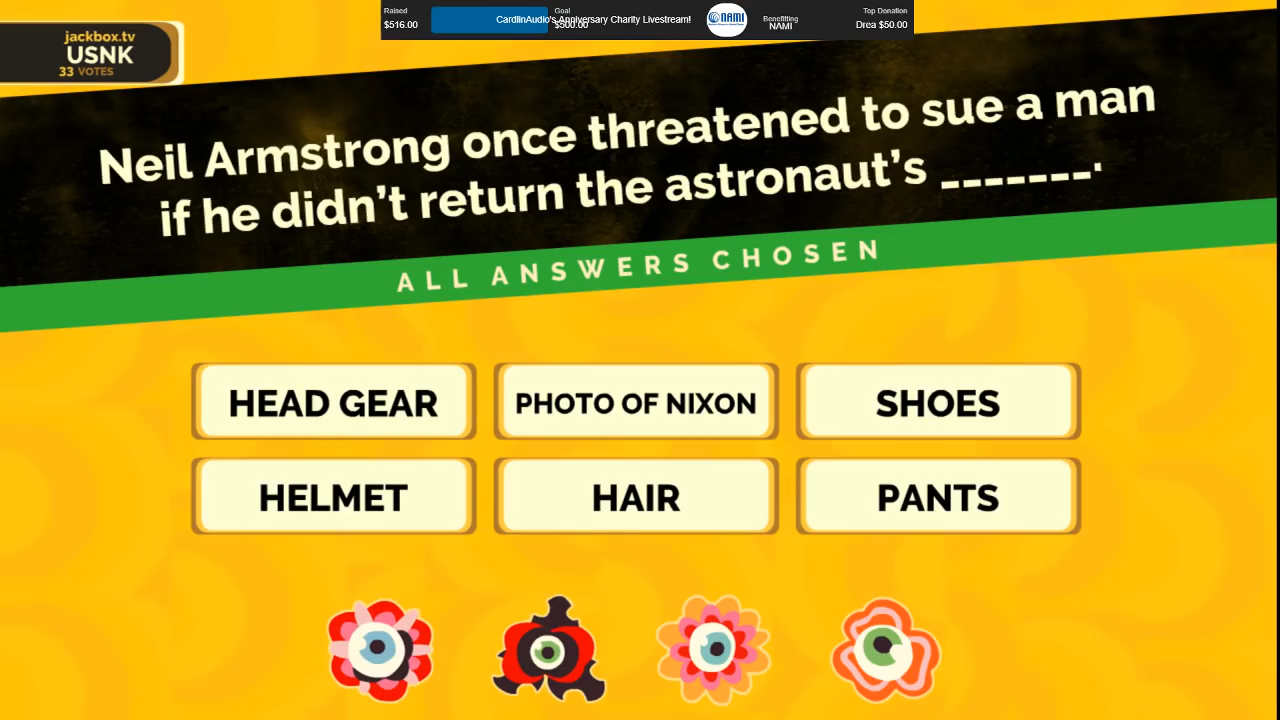 Raised
$516.00
CardlinAudio's Anniversary Charity Livestream!
Goal
$500.00
NAMI
Benefitting
NAMI
Top Donation
Drea $50.00
jackbox.tv
USNK
33 VOTES
Neil Armstrong once threatened to sue a man
if he didn't return the astronaut's _______.
ALL ANSWERS CHOSEN
HEAD GEAR
PHOTO OF NIXON
SHOES
HELMET
HAIR
PANTS